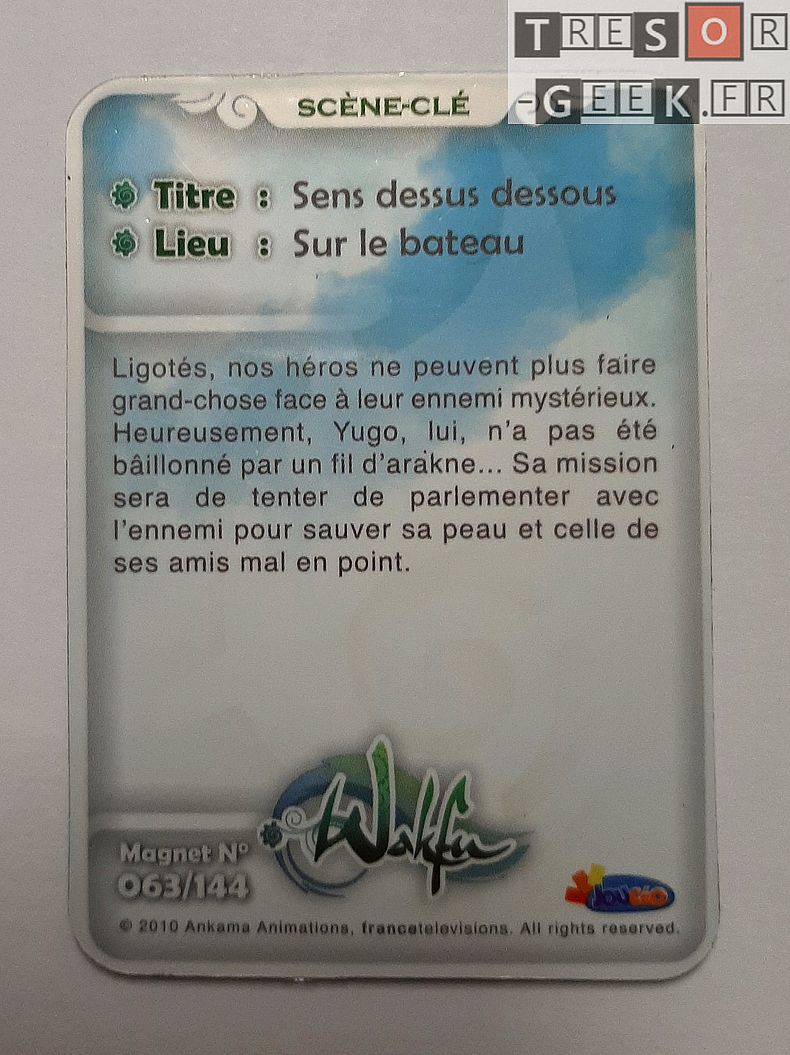 TRESOR
-GEEK.FR
SCÈNE-CLÉ
Titre : Sens dessus dessous
Lieu : Sur le bateau
Ligotés, nos héros ne peuvent plus faire
grand-chose face à leur ennemi mystérieux.
Heureusement, Yugo, lui, n'a pas été
bâillonné par un fil d'arakne... Sa mission
sera de tenter de parlementer avec
l'ennemi pour sauver sa peau et celle de
ses amis mal en point.
Wakfu
Magnet N°
063/144
© 2010 Ankama Animations, francetelevisions. All rights reserved.